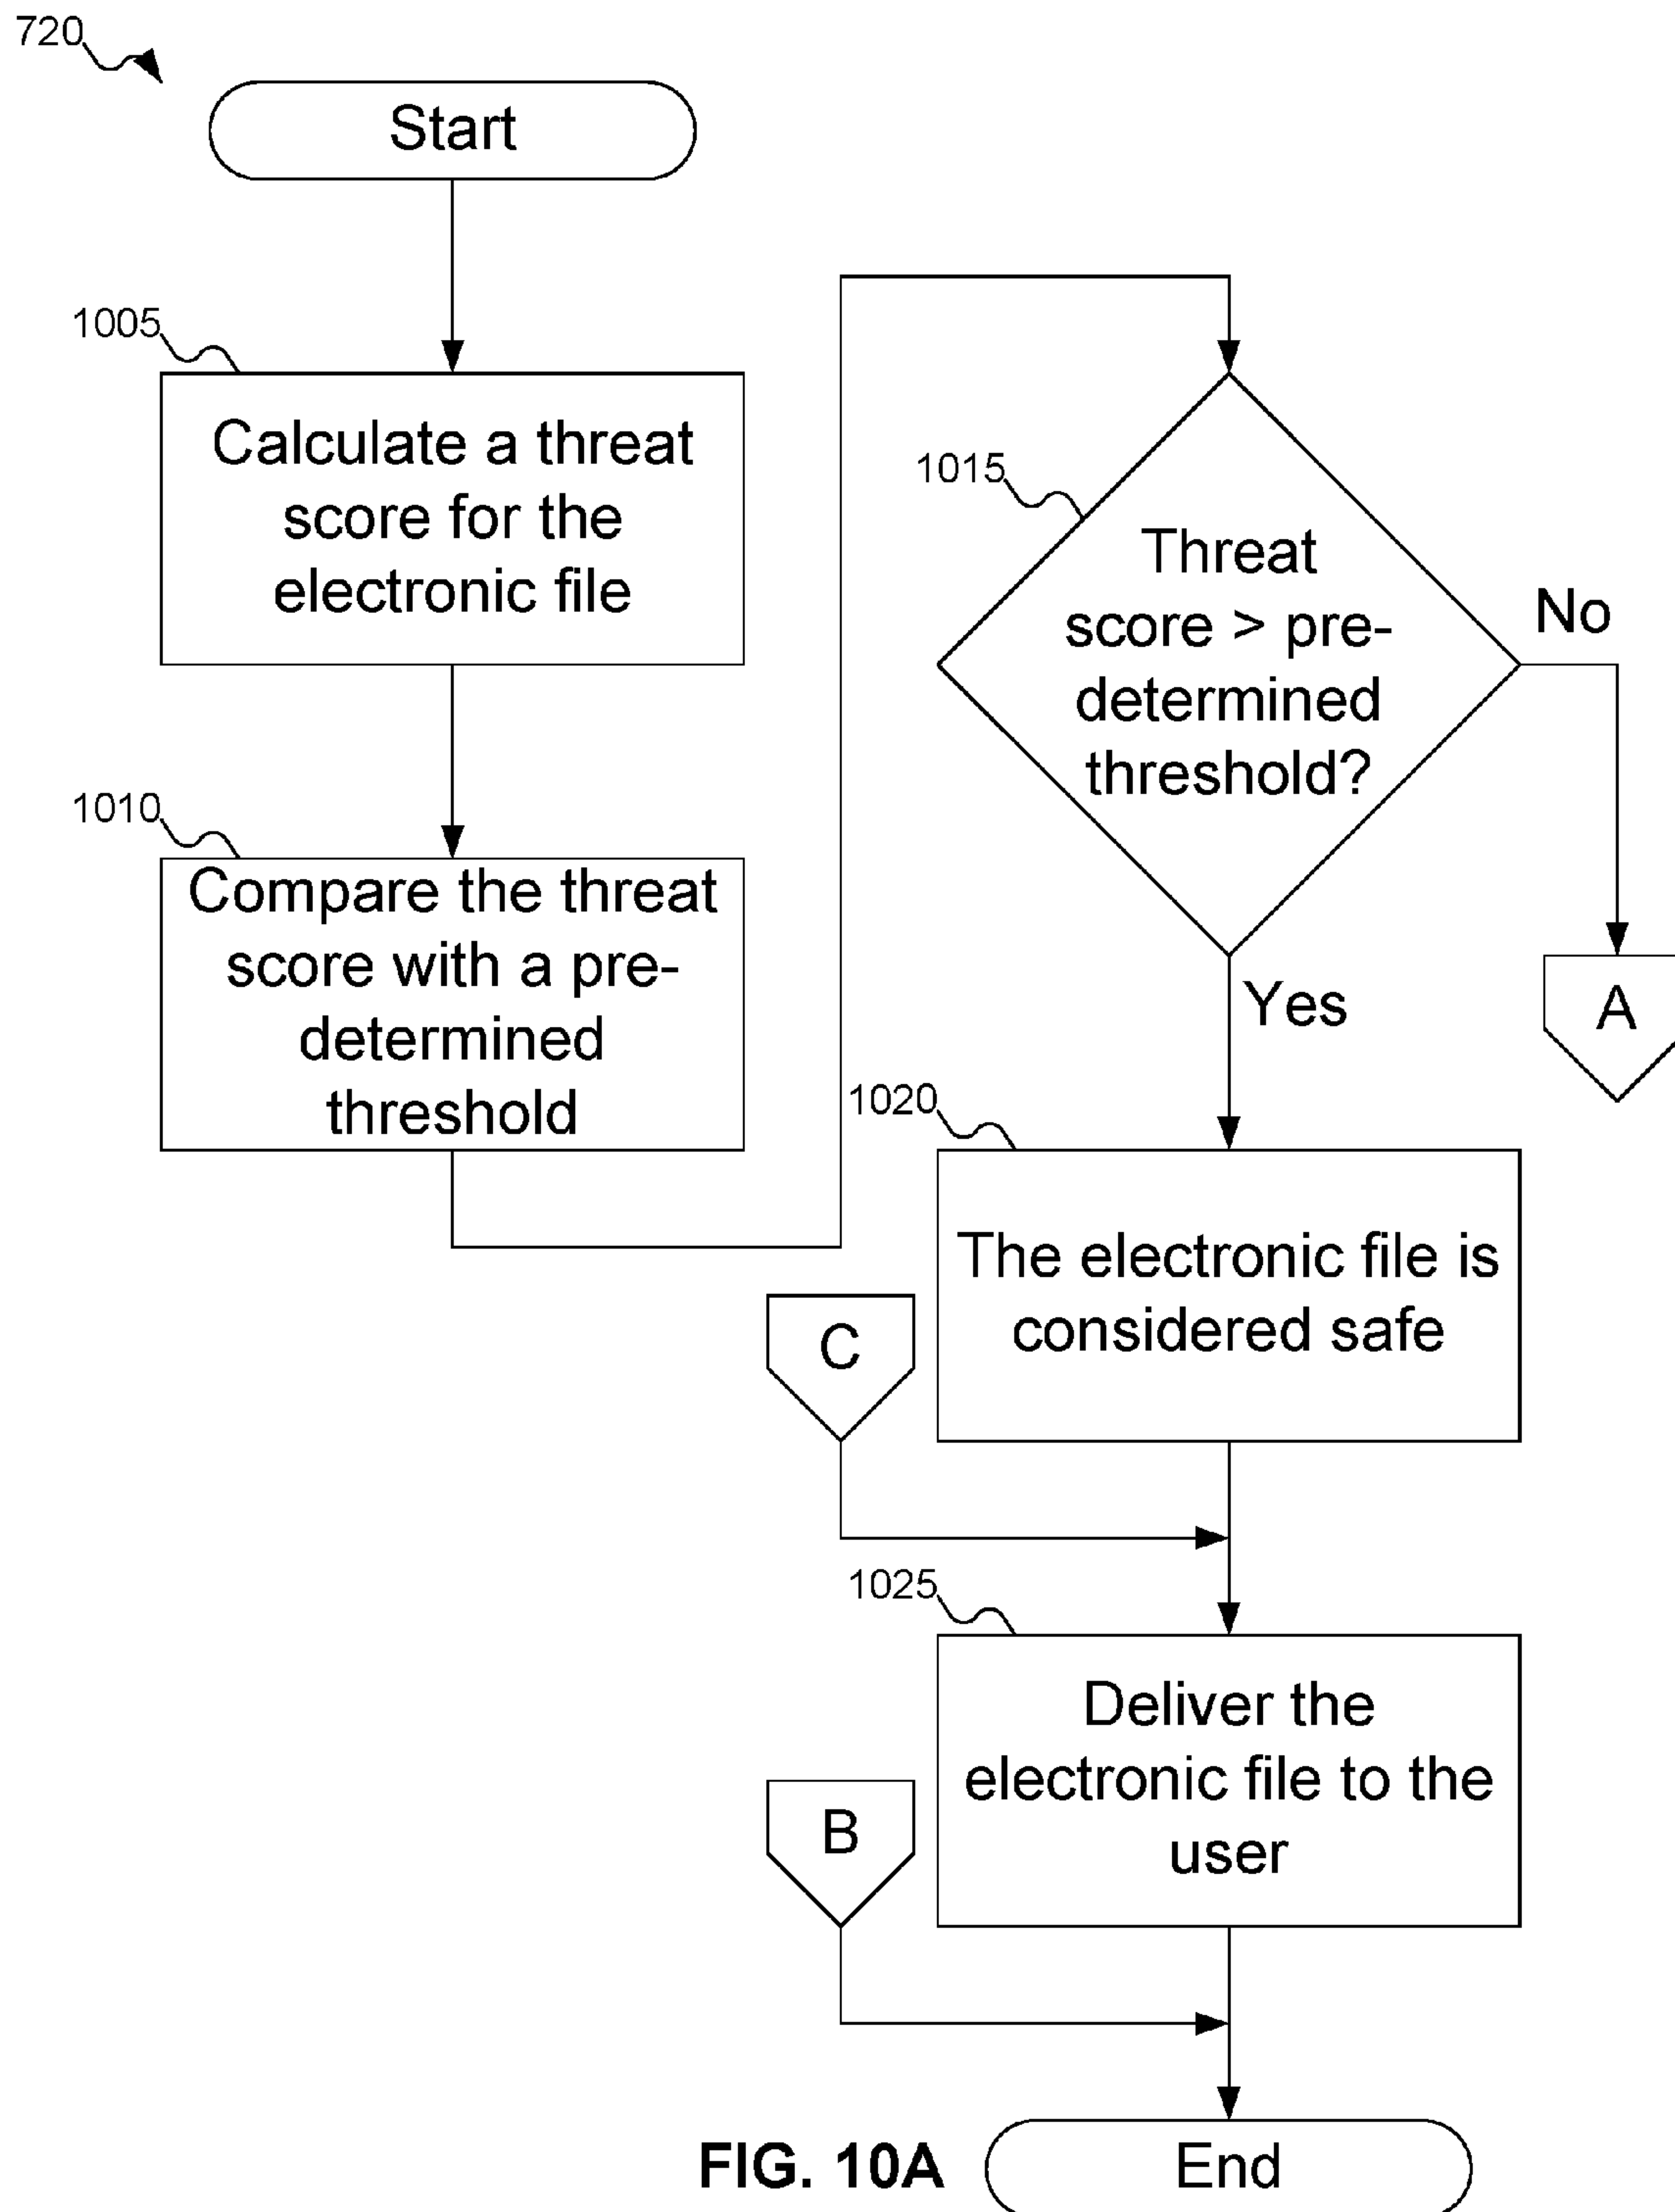 720
Start
1005
Calculate a threat
score for the
electronic file
1010
Compare the threat
score with a pre-
determined
threshold
1015
Threat
score > pre-
determined
threshold?
No
A
Yes
1020
The electronic file is
considered safe
C
1025
Deliver the
electronic file to the
user
B
End
FIG. 10A